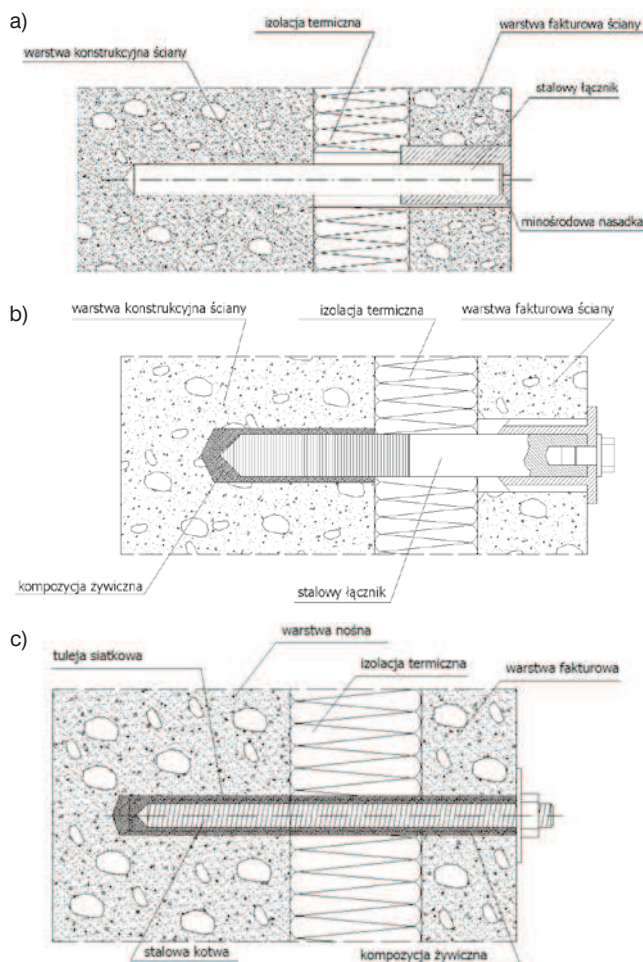 a)
izolacja termiczna
warstwa fakturowa ściany
warstwa konstrukcyjna ściany
stalowy łącznik
mimośrodowa nasadka
b)
warstwa konstrukcyjna ściany
izolacja termiczna
warstwa fakturowa ściany
kompozycja żywiczna
stalowy łącznik
c)
warstwa nośna
tuleja siatkowa
izolacja termiczna
warstwa fakturowa
stalowa kotwa
kompozycja żywiczna